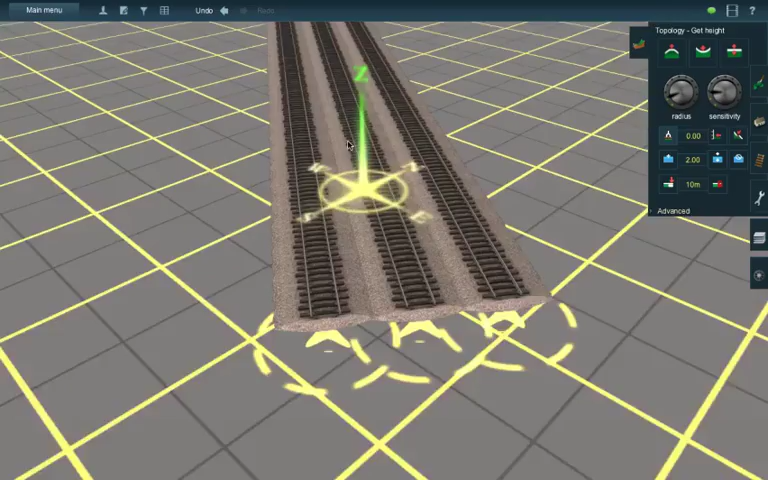 Main menu
Undo
Redo
?
Topology - Get height
radius
sensitivity
0.00
2.00
10m
Advanced
Z